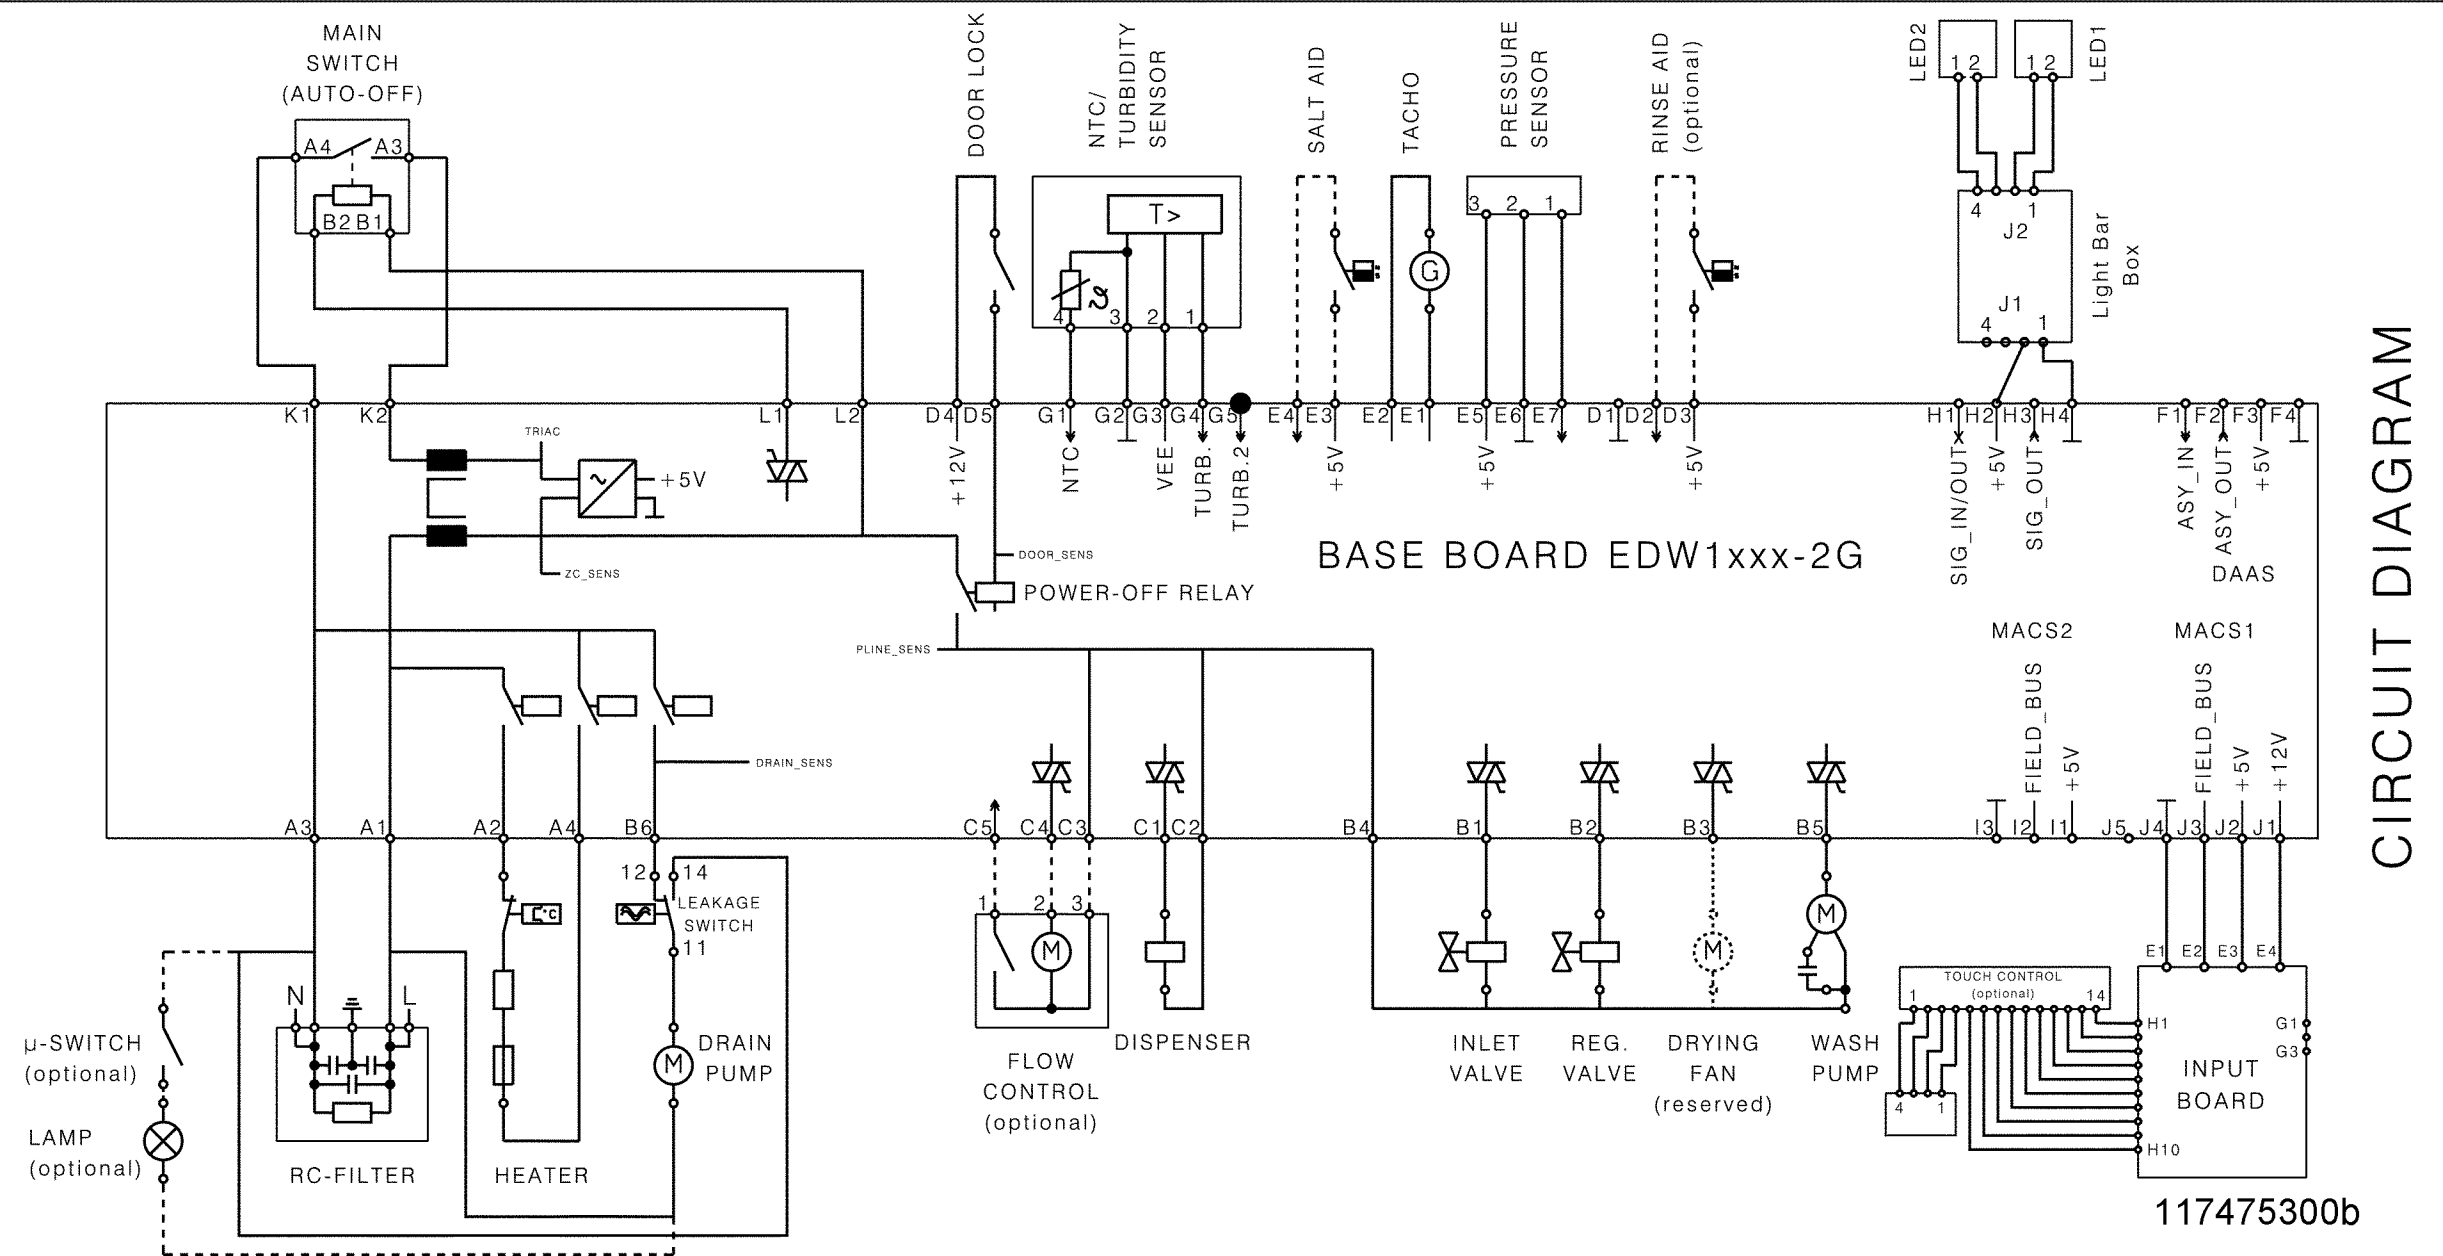 MAIN
SWITCH
(AUTO-OFF)
A4 A3
B2 B1
DOOR LOCK
NTC/
TURBIDITY
SENSOR
T>
4 3 2 1
SALT AID
TACHO
G
PRESSURE
SENSOR
3 2 1
RINSE AID
(optional)
LED2
1 2
1 2
LED1
4 1
J2
J1
4 1
Light Bar
Box
K1 K2 L1 L2 D4 D5 G1 G2 G3 G4 G5 E4 E3 E2 E1 E5 E6 E7 D1 D2 D3 H1 H2 H3 H4 F1 F2 F3 F4
TRIAC
~
+5V
ZC_SENS
+12V
NTC
VEE
TURB.
TURB.2
+5V
+5V
+5V
SIG_IN/OUT
+5V
SIG_OUT
ASY_IN
ASY_OUT
+5V
DAAS
DOOR_SENS
POWER-OFF RELAY
BASE BOARD EDW1xxx-2G
PLINE_SENS
DRAIN_SENS
MACS2
MACS1
FIELD_BUS
+5V
FIELD_BUS
+5V
+12V
A3 A1 A2 A4 B6 C5 C4 C3 C1 C2 B4 B1 B2 B3 B5 I3 I2 I1 J5 J4 J3 J2 J1
12 14
LEAKAGE
SWITCH
11
°C
1 2 3
M
M
M
E1 E2 E3 E4
TOUCH CONTROL
(optional)
1 14
N L
µ-SWITCH
(optional)
LAMP
(optional)
RC-FILTER
HEATER
M
DRAIN
PUMP
FLOW
CONTROL
(optional)
DISPENSER
INLET
VALVE
REG.
VALVE
DRYING
FAN
(reserved)
WASH
PUMP
4 1
H1
H10
G1
G3
INPUT
BOARD
117475300b
CIRCUIT DIAGRAM